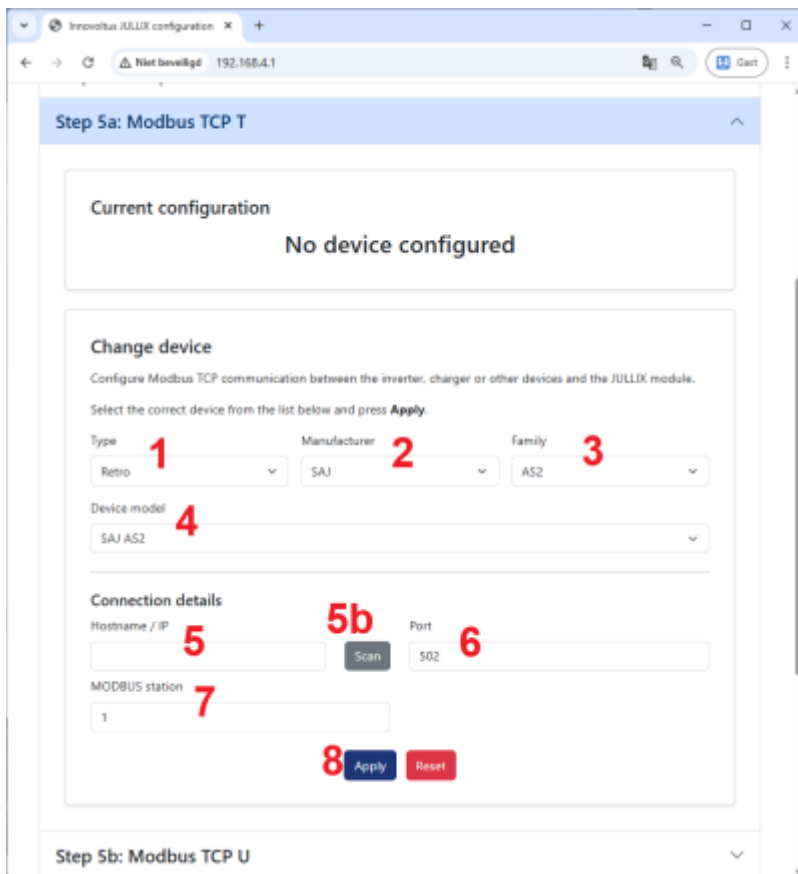 Innovoltus JULLIX configuration
Niet beveiligd 192.168.4.1 Gast
Step 5a: Modbus TCP T
Current configuration
No device configured
Change device
Configure Modbus TCP communication between the inverter, charger or other devices and the JULLIX module.
Select the correct device from the list below and press Apply.
Type 1 Manufacturer 2 Family 3
Retro SAJ AS2
Device model 4
SAJ AS2
Connection details
Hostname / IP 5 5b Port 6
Scan 502
MODBUS station 7
1
8 Apply Reset
Step 5b: Modbus TCP U